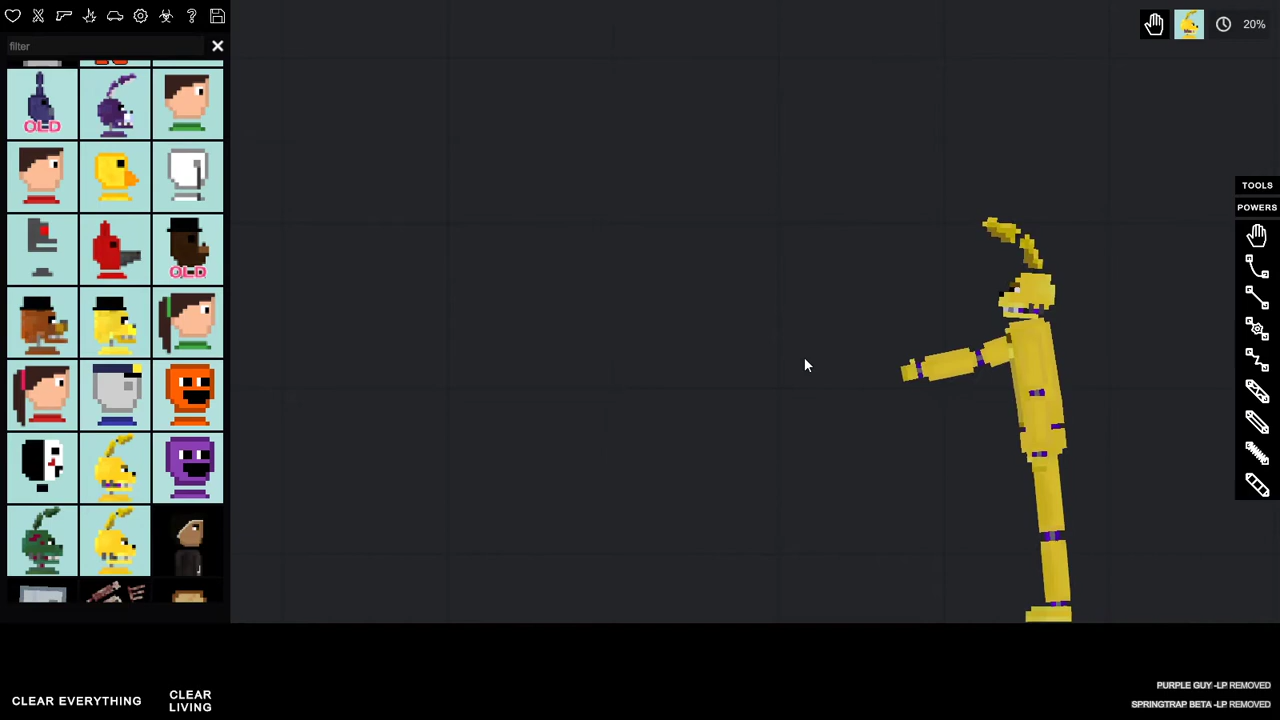 20%
filter
OLD
OLD
TOOLS
POWERS
CLEAR EVERYTHING
CLEAR
LIVING
PURPLE GUY -LP REMOVED
SPRINGTRAP BETA -LP REMOVED